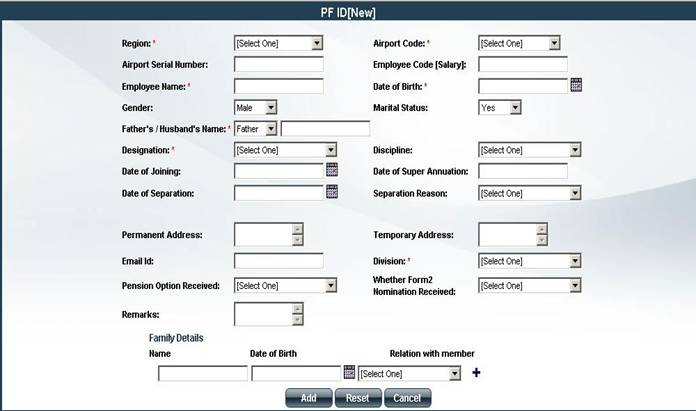 PF ID[New]
Region: * [Select One] Airport Code: * [Select One]
Airport Serial Number: Employee Code [Salary]:
Employee Name: * Date of Birth: *
Gender: Male Marital Status: Yes
Father's / Husband's Name: * Father
Designation: * [Select One] Discipline: [Select One]
Date of Joining: Date of Super Annuation:
Date of Separation: Separation Reason: [Select One]
Permanent Address: Temporary Address:
Email Id: Division: * [Select One]
Pension Option Received: [Select One] Whether Form2
Nomination Received: [Select One]
Remarks:
Family Details
Name Date of Birth Relation with member
[Select One] +
Add Reset Cancel